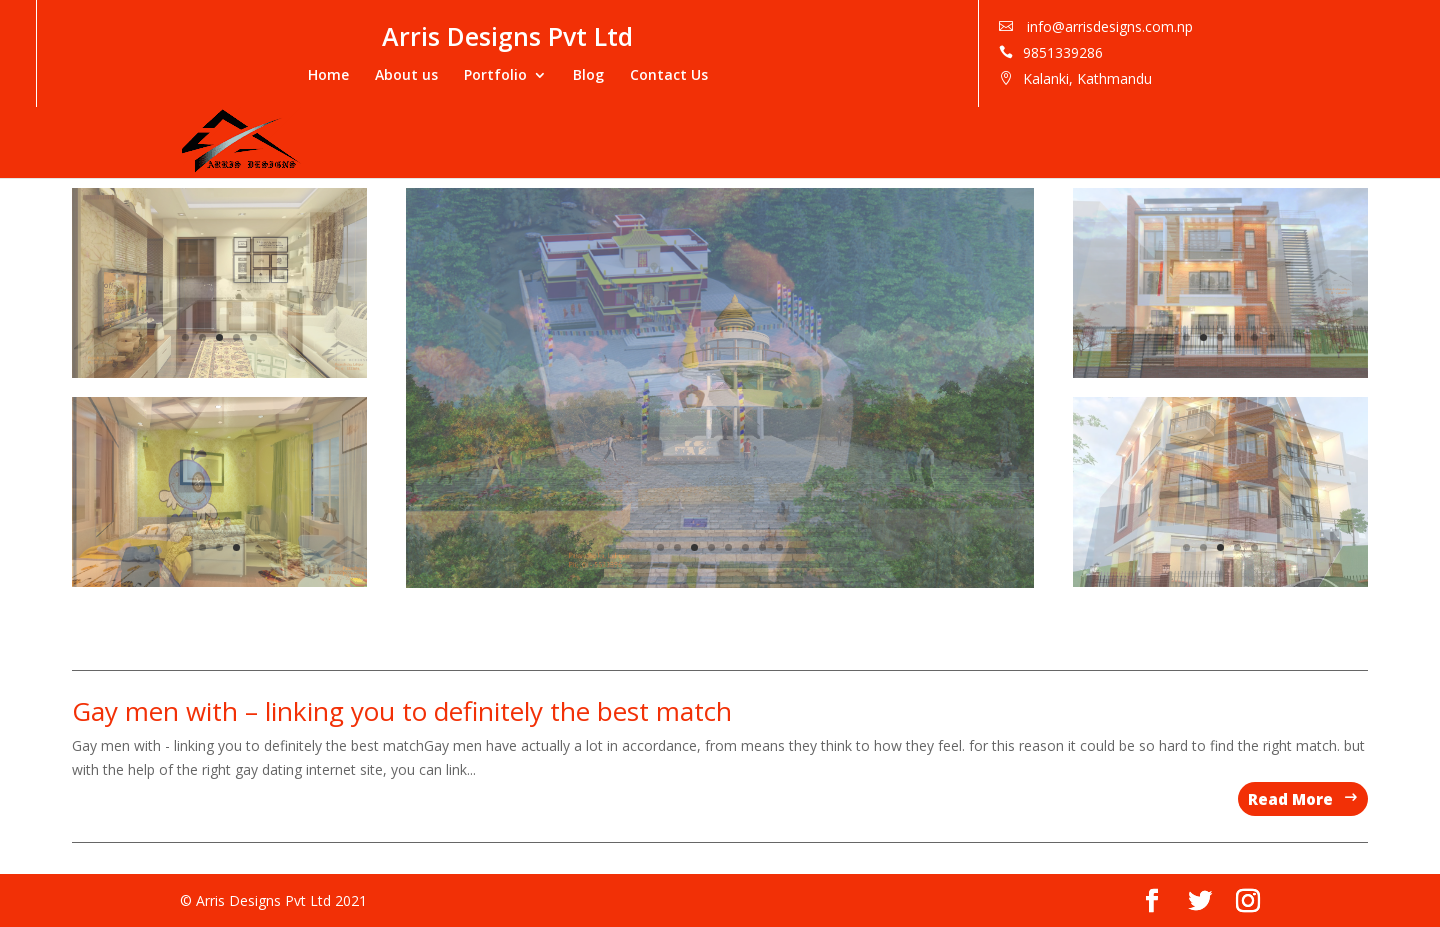 Arris Designs Pvt Ltd
Home About us Portfolio Blog Contact Us
info@arrisdesigns.com.np
9851339286
Kalanki, Kathmandu
ARRIS DESIGNS
Gay men with – linking you to definitely the best match
Gay men with - linking you to definitely the best matchGay men have actually a lot in accordance, from means they think to how they feel. for this reason it could be so hard to find the right match. but
with the help of the right gay dating internet site, you can link...
Read More
© Arris Designs Pvt Ltd 2021